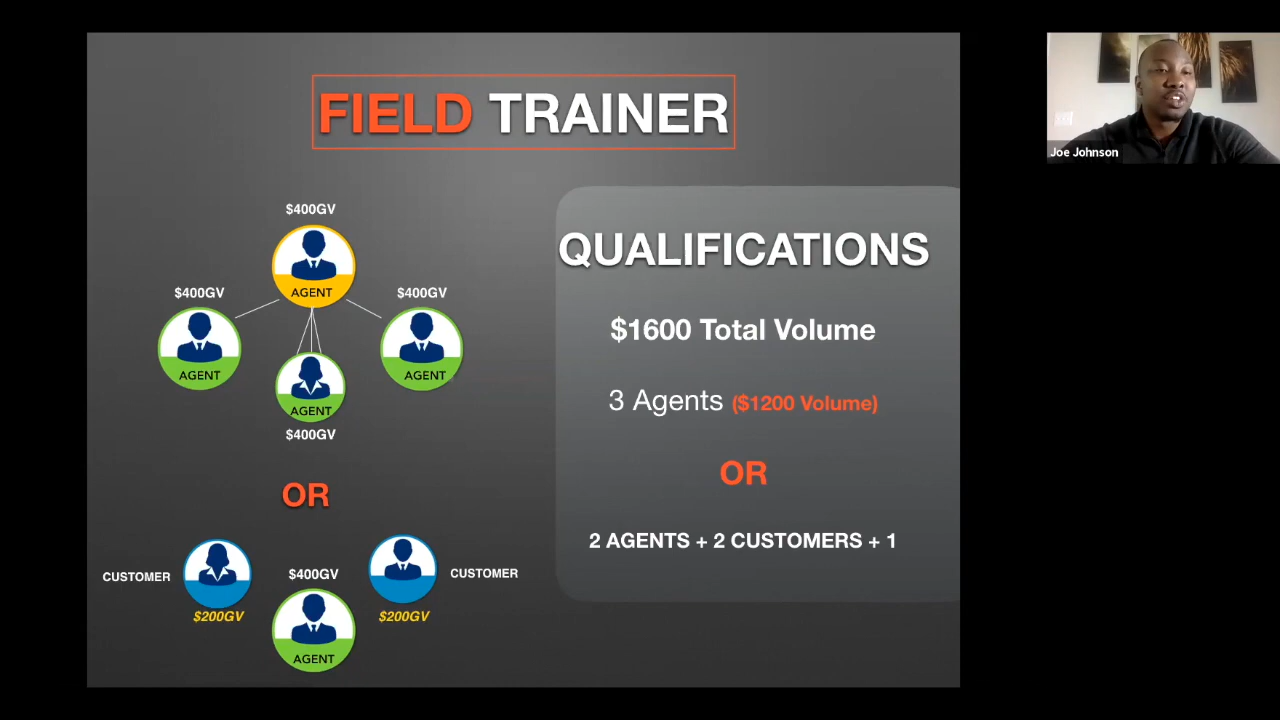 FIELD TRAINER
$400GV
AGENT
$400GV
AGENT
$400GV
AGENT
AGENT
$400GV
OR
CUSTOMER
$200GV
$400GV
AGENT
CUSTOMER
$200GV
QUALIFICATIONS
$1600 Total Volume
3 Agents ($1200 Volume)
OR
2 AGENTS + 2 CUSTOMERS + 1
Joe Johnson